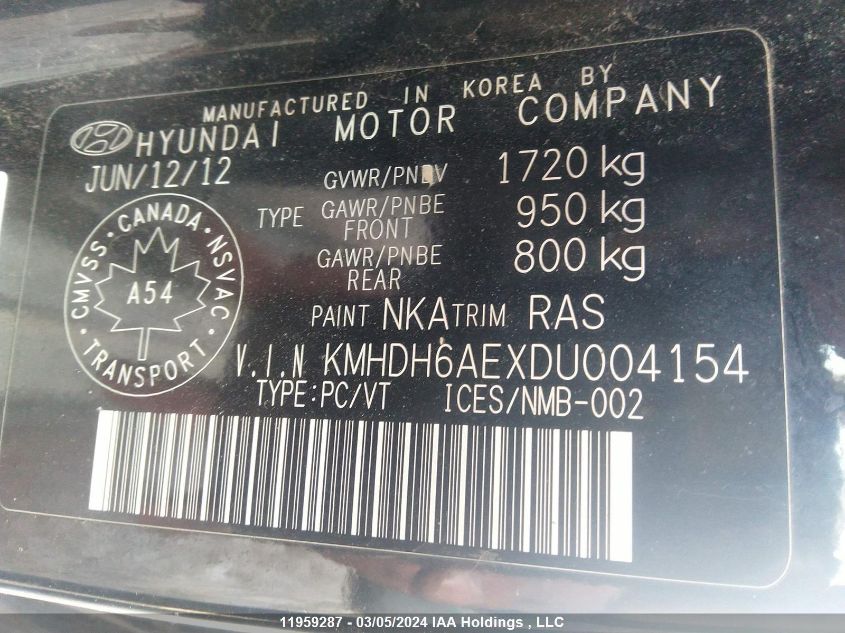 MANUFACTURED IN KOREA BY
HYUNDAI MOTOR COMPANY
JUN/12/12 GVWR/PNBV 1720 kg
TYPE GAWR/PNBE FRONT 950 kg
GAWR/PNBE REAR 800 kg
CMVSS • CANADA • NSVAC • TRANSPORT •
A54
PAINT NKA TRIM RAS
V.I.N KMHDH6AEXDU004154
TYPE:PC/VT ICES/NMB-002
11959287 - 03/05/2024 IAA Holdings , LLC